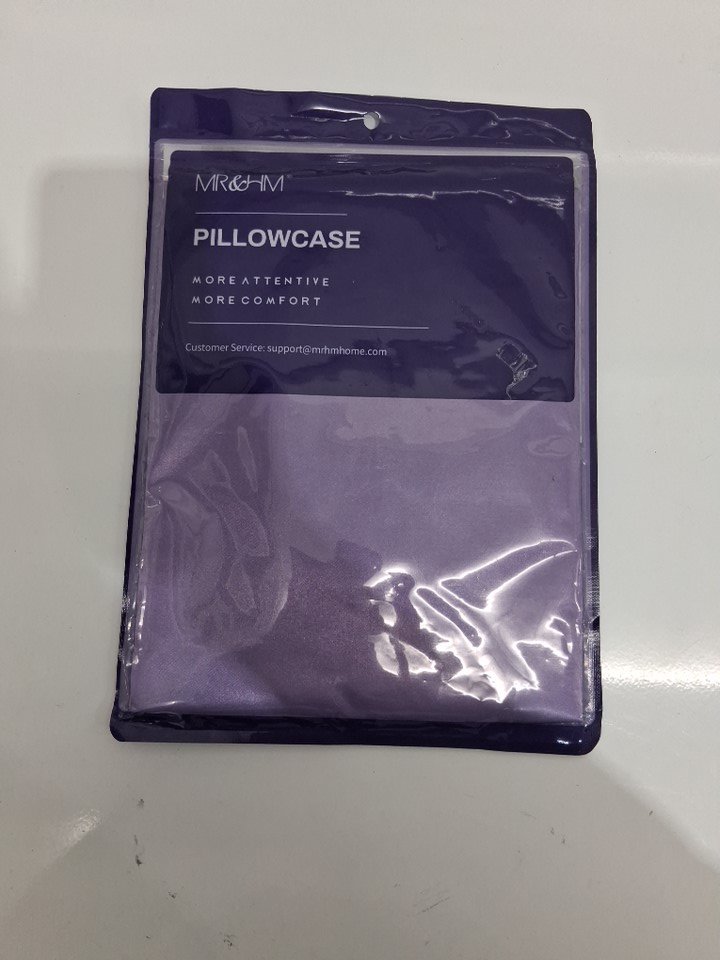 MR&HM
PILLOWCASE
MORE ATTENTIVE
MORE COMFORT
Customer Service: support@mrhmhome.com